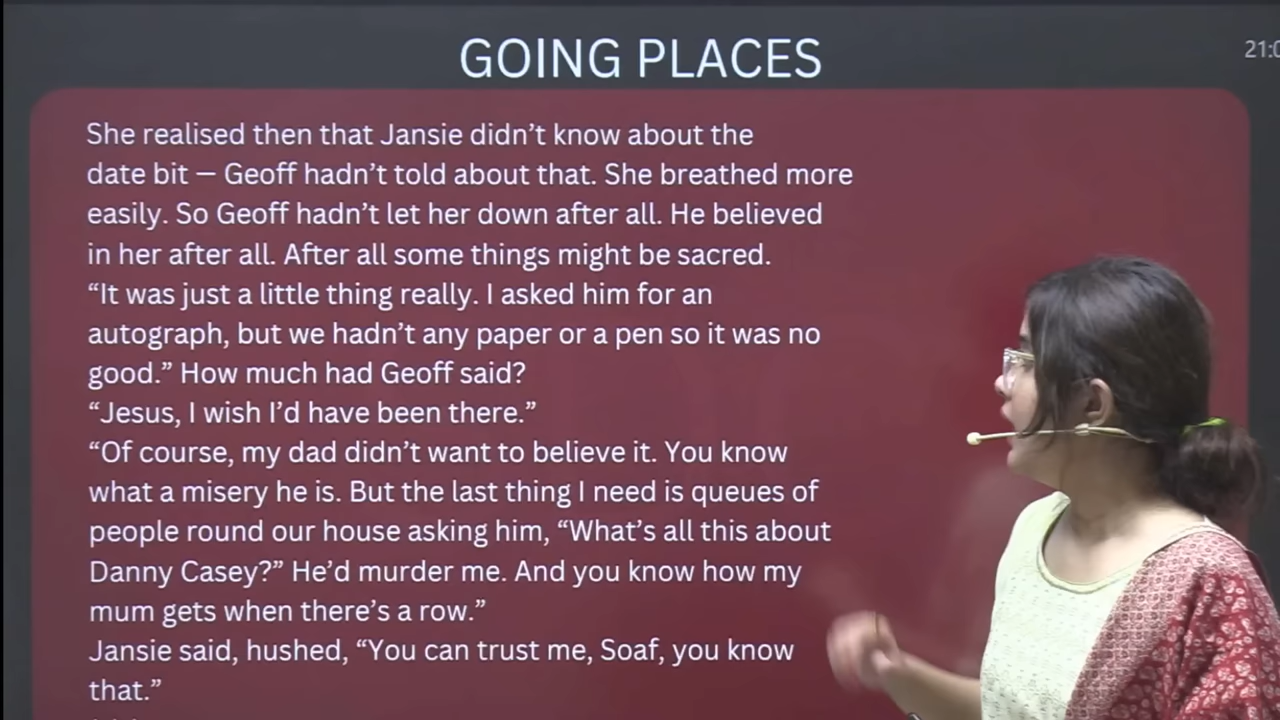 GOING PLACES
She realised then that Jansie didn’t know about the
date bit — Geoff hadn’t told about that. She breathed more
easily. So Geoff hadn’t let her down after all. He believed
in her after all. After all some things might be sacred.
“It was just a little thing really. I asked him for an
autograph, but we hadn’t any paper or a pen so it was no
good.” How much had Geoff said?
“Jesus, I wish I’d have been there.”
“Of course, my dad didn’t want to believe it. You know
what a misery he is. But the last thing I need is queues of
people round our house asking him, “What’s all this about
Danny Casey?” He’d murder me. And you know how my
mum gets when there’s a row.”
Jansie said, hushed, “You can trust me, Soaf, you know
that.”